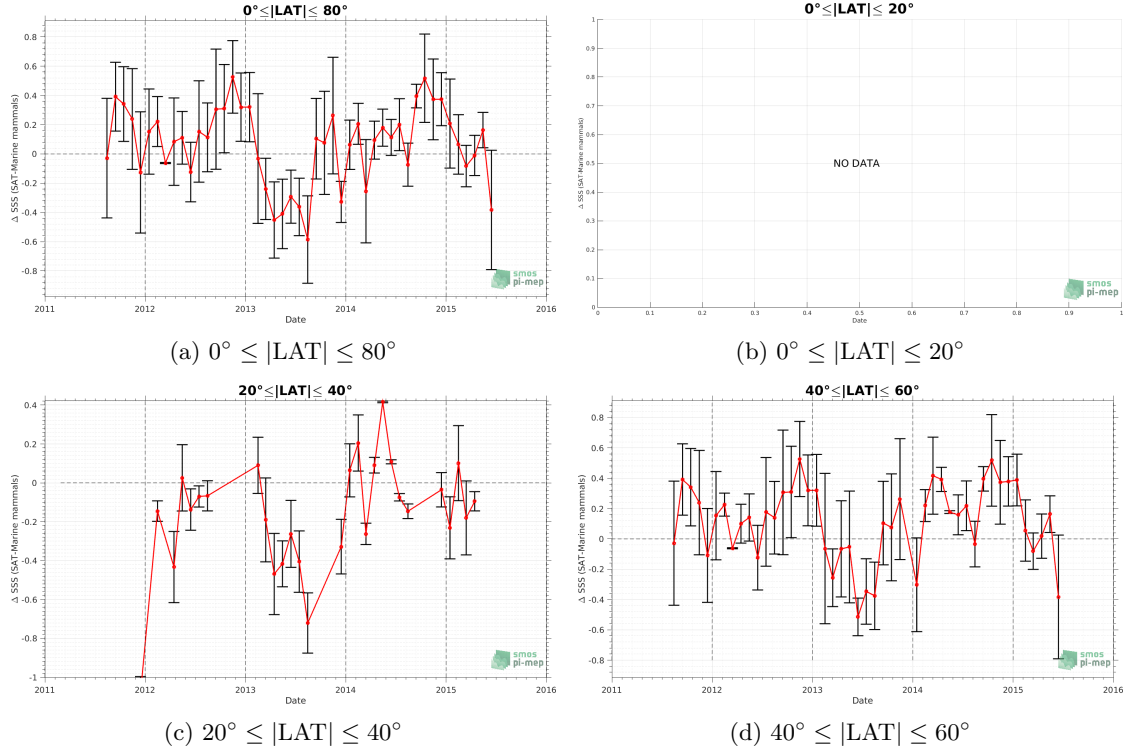 0°≤|LAT|≤ 80°
Δ SSS (SAT-Marine mammals)
0.8
0.6
0.4
0.2
0
-0.2
-0.4
-0.6
-0.8
2011 2012 2013 2014 2015 2016
Date
smos
pi-mep
(a) 0° ≤ |LAT| ≤ 80°
0°≤|LAT|≤ 20°
Δ SSS (SAT-Marine mammals)
1
0.9
0.8
0.7
0.6
0.5
0.4
0.3
0.2
0.1
0
NO DATA
0 0.1 0.2 0.3 0.4 0.5 0.6 0.7 0.8 0.9 1
Date
smos
pi-mep
(b) 0° ≤ |LAT| ≤ 20°
20°≤|LAT|≤ 40°
Δ SSS (SAT-Marine mammals)
0.4
0.2
0
-0.2
-0.4
-0.6
-0.8
-1
2011 2012 2013 2014 2015 2016
Date
smos
pi-mep
(c) 20° ≤ |LAT| ≤ 40°
40°≤|LAT|≤ 60°
Δ SSS (SAT-Marine mammals)
0.8
0.6
0.4
0.2
0
-0.2
-0.4
-0.6
-0.8
2011 2012 2013 2014 2015 2016
Date
smos
pi-mep
(d) 40° ≤ |LAT| ≤ 60°